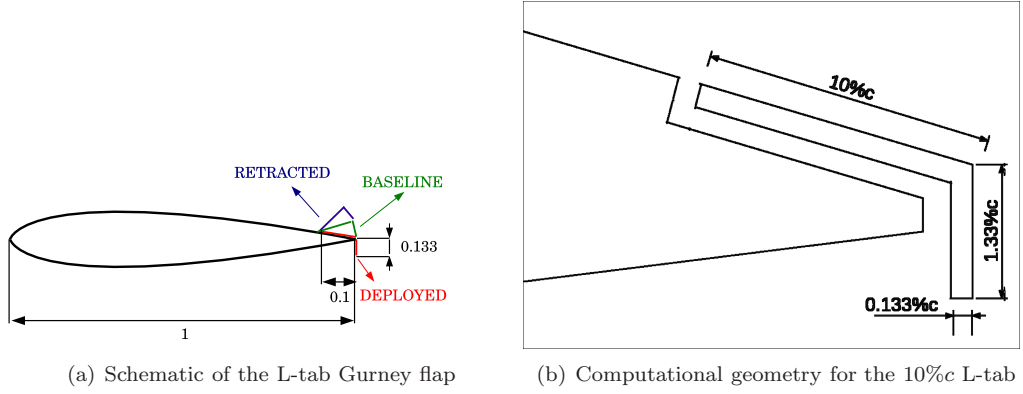 RETRACTED
BASELINE
0.133
0.1
DEPLOYED
1
(a) Schematic of the L-tab Gurney flap
10%c
1.33%c
0.133%c
(b) Computational geometry for the 10%c L-tab